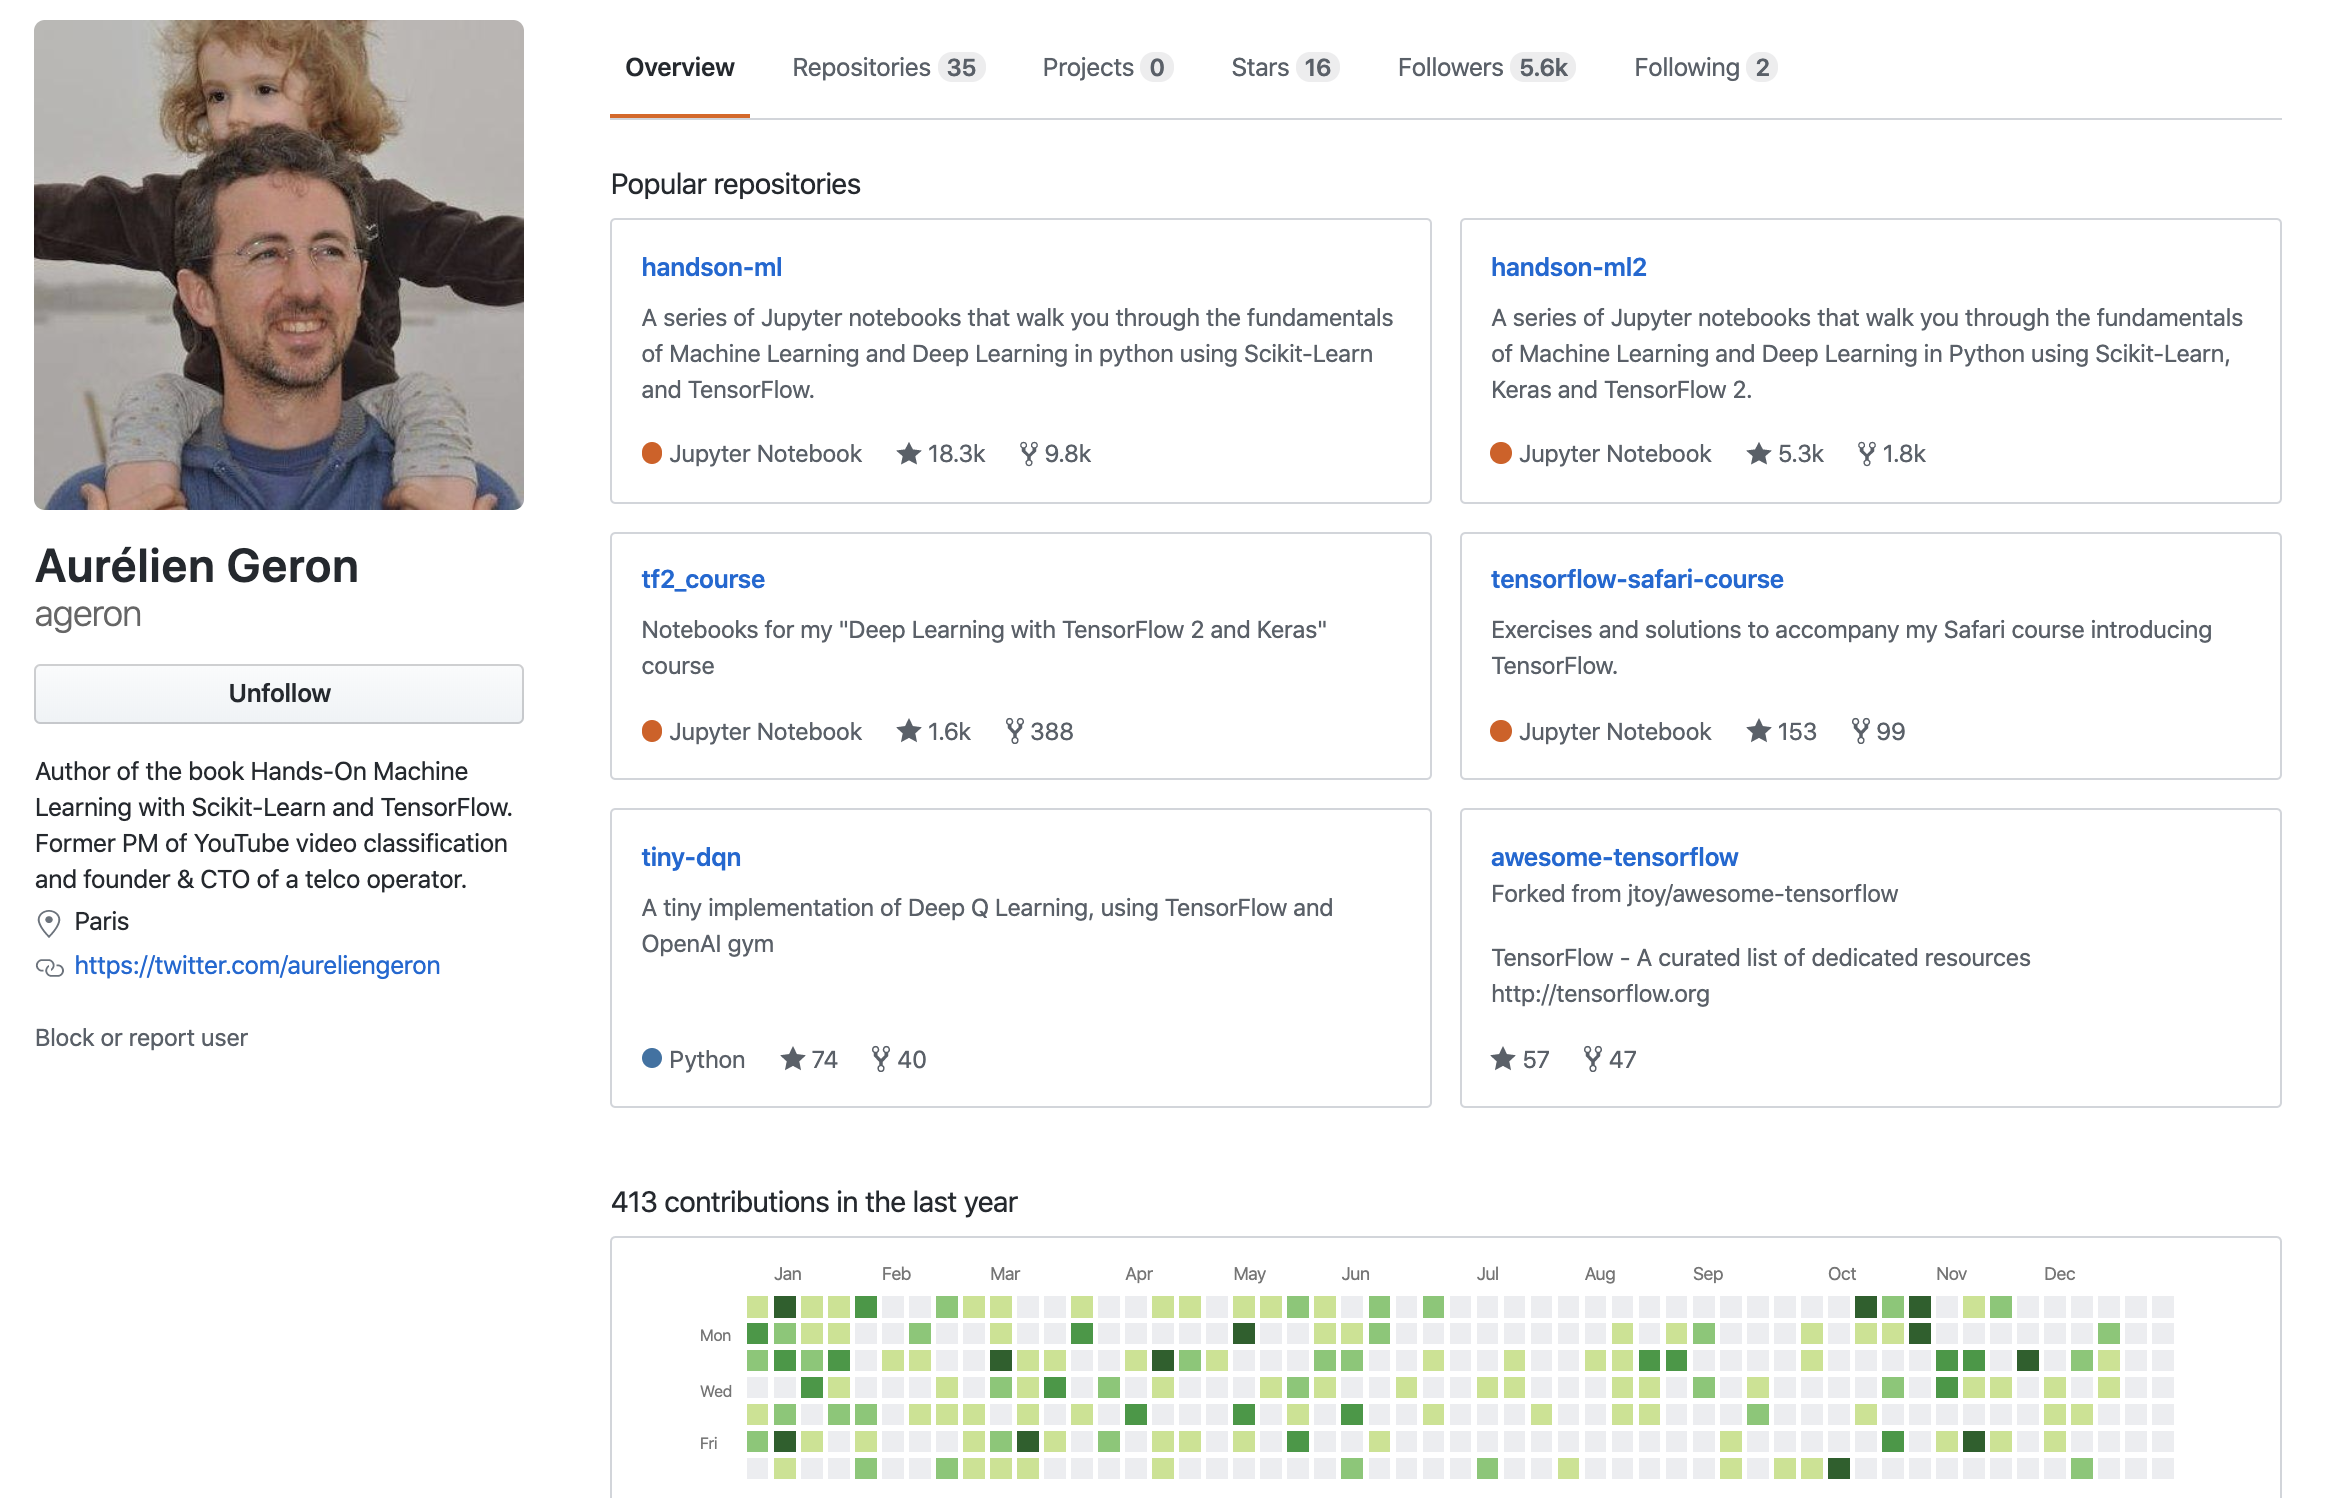 Overview
Repositories 35
Projects 0
Stars 16
Followers 5.6k
Following 2
Popular repositories
handson-ml
A series of Jupyter notebooks that walk you through the fundamentals
of Machine Learning and Deep Learning in python using Scikit-Learn
and TensorFlow.
Jupyter Notebook 18.3k 9.8k
handson-ml2
A series of Jupyter notebooks that walk you through the fundamentals
of Machine Learning and Deep Learning in Python using Scikit-Learn,
Keras and TensorFlow 2.
Jupyter Notebook 5.3k 1.8k
Aurélien Geron
ageron
Unfollow
Author of the book Hands-On Machine
Learning with Scikit-Learn and TensorFlow.
Former PM of YouTube video classification
and founder & CTO of a telco operator.
Paris
https://twitter.com/aureliengeron
Block or report user
tf2_course
Notebooks for my "Deep Learning with TensorFlow 2 and Keras"
course
Jupyter Notebook 1.6k 388
tensorflow-safari-course
Exercises and solutions to accompany my Safari course introducing
TensorFlow.
Jupyter Notebook 153 99
tiny-dqn
A tiny implementation of Deep Q Learning, using TensorFlow and
OpenAI gym
Python 74 40
awesome-tensorflow
Forked from jtoy/awesome-tensorflow
TensorFlow - A curated list of dedicated resources
http://tensorflow.org
57 47
413 contributions in the last year
Jan Feb Mar Apr May Jun Jul Aug Sep Oct Nov Dec
Mon
Wed
Fri